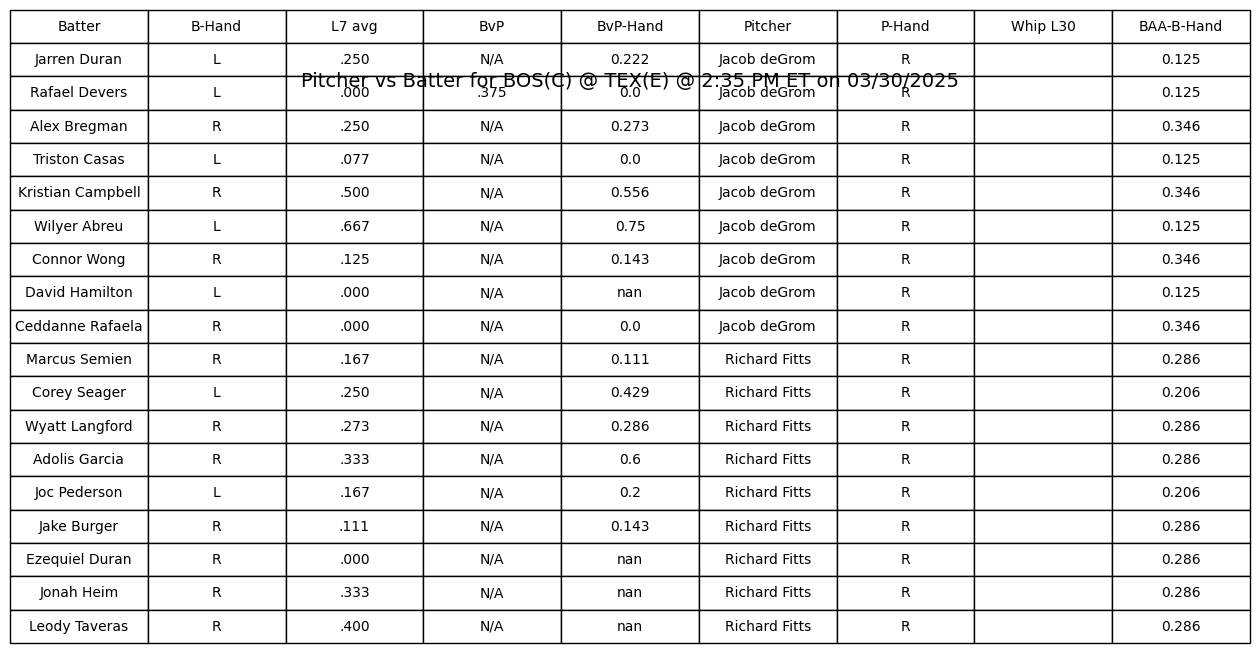 Batter B-Hand L7 avg BvP BvP-Hand Pitcher P-Hand Whip L30 BAA-B-Hand
Jarren Duran L .250 N/A 0.222 Jacob deGrom R 0.125
Pitcher vs Batter for BOS(C) @ TEX(E) @ 2:35 PM ET on 03/30/2025
Rafael Devers L .000 .375 0.0 Jacob deGrom R 0.125
Alex Bregman R .250 N/A 0.273 Jacob deGrom R 0.346
Triston Casas L .077 N/A 0.0 Jacob deGrom R 0.125
Kristian Campbell R .500 N/A 0.556 Jacob deGrom R 0.346
Wilyer Abreu L .667 N/A 0.75 Jacob deGrom R 0.125
Connor Wong R .125 N/A 0.143 Jacob deGrom R 0.346
David Hamilton L .000 N/A nan Jacob deGrom R 0.125
Ceddanne Rafaela R .000 N/A 0.0 Jacob deGrom R 0.346
Marcus Semien R .167 N/A 0.111 Richard Fitts R 0.286
Corey Seager L .250 N/A 0.429 Richard Fitts R 0.206
Wyatt Langford R .273 N/A 0.286 Richard Fitts R 0.286
Adolis Garcia R .333 N/A 0.6 Richard Fitts R 0.286
Joc Pederson L .167 N/A 0.2 Richard Fitts R 0.206
Jake Burger R .111 N/A 0.143 Richard Fitts R 0.286
Ezequiel Duran R .000 N/A nan Richard Fitts R 0.286
Jonah Heim R .333 N/A nan Richard Fitts R 0.286
Leody Taveras R .400 N/A nan Richard Fitts R 0.286